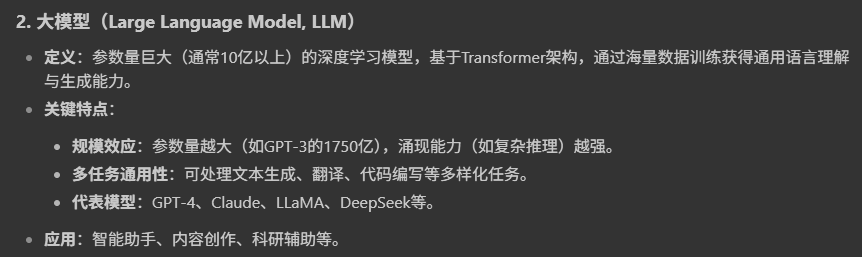 2. 大模型（Large Language Model, LLM）
定义：参数量巨大（通常10亿以上）的深度学习模型，基于Transformer架构，通过海量数据训练获得通用语言理解
与生成能力。
关键特点：
规模效应：参数量越大（如GPT-3的1750亿），涌现能力（如复杂推理）越强。
多任务通用性：可处理文本生成、翻译、代码编写等多样化任务。
代表模型：GPT-4、Claude、LLaMA、DeepSeek等。
应用：智能助手、内容创作、科研辅助等。